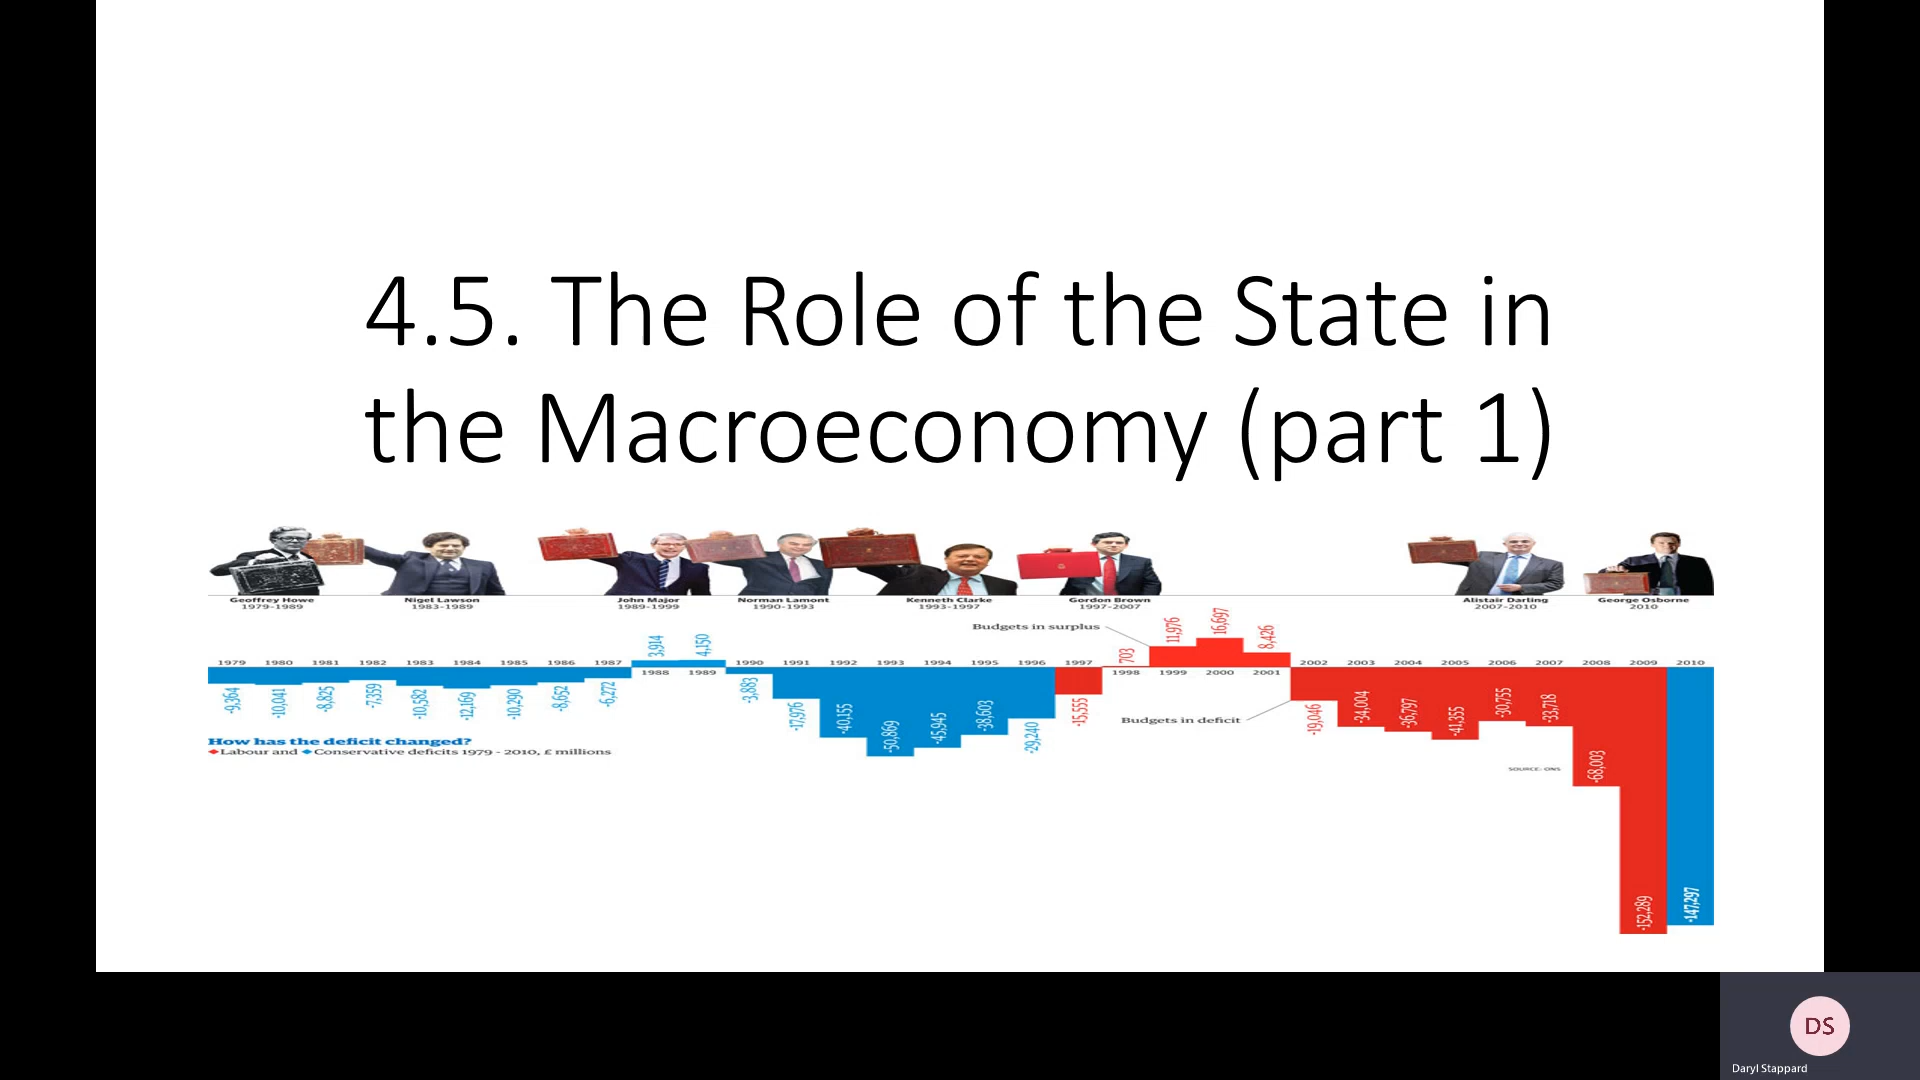 4.5. The Role of the State in
the Macroeconomy (part 1)
Geoffrey Howe
1979-1989
Nigel Lawson
1983-1989
John Major
1989-1999
Norman Lamont
1990-1993
Kenneth Clarke
1993-1997
Gordon Brown
1997-2007
Alistair Darling
2007-2010
George Osborne
2010
Budgets in surplus
3,914 4,150 703 11,976 16,697 8,426
1979 1980 1981 1982 1983 1984 1985 1986 1987 1990 1991 1992 1993 1994 1995 1996 1997 2002 2003 2004 2005 2006 2007 2008 2009 2010
1988 1989 1998 1999 2000 2001
-9,364 -10,041 -8,825 -7,359 -10,582 -12,169 -10,290 -8,652 -6,272 -3,883 -17,976 -40,155 -50,869 -45,945 -38,603 -29,240 -15,555 -19,046 -34,004 -36,797 -41,355 -30,755 -33,718 -68,003 -152,289 -147,297
Budgets in deficit
How has the deficit changed?
Labour and Conservative deficits 1979 - 2010, £ millions
SOURCE: ONS
DS
Daryl Stappard